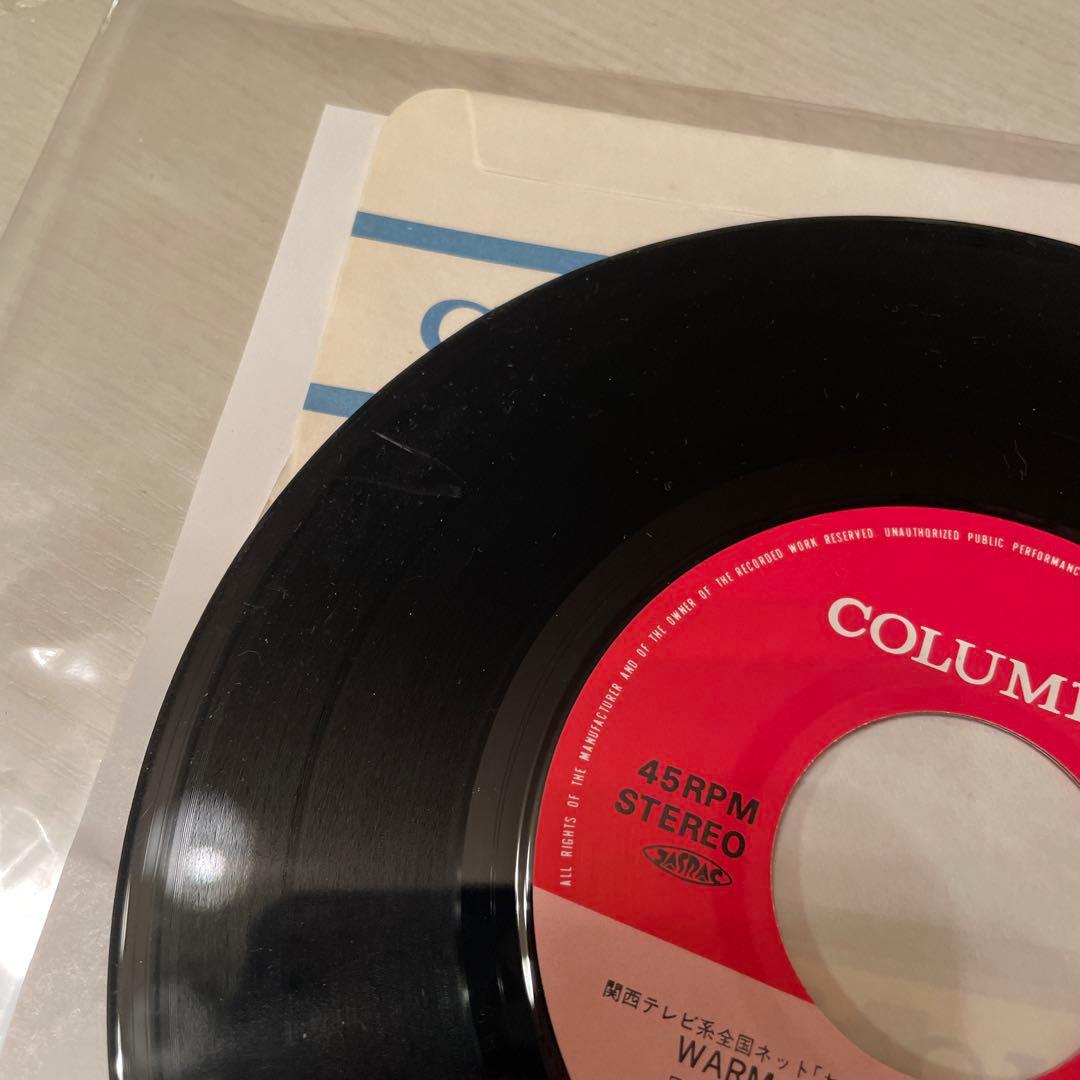 ALL RIGHTS OF THE MANUFACTURER AND OF THE OWNER OF THE RECORDED WORK RESERVED UNAUTHORIZED PUBLIC PERFORMANC
COLUM
45RPM
STEREO
JASRAC
関西テレビ系全国ネット「
WARM